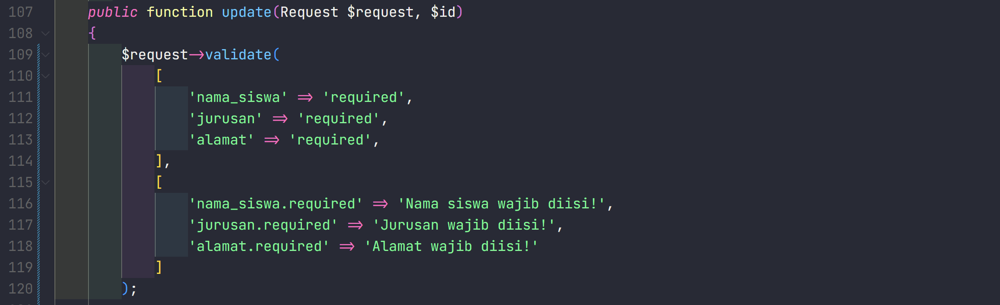 107 public function update(Request $request, $id)
108 {
109 $request->validate(
110 [
111 'nama_siswa' => 'required',
112 'jurusan' => 'required',
113 'alamat' => 'required',
114 ],
115 [
116 'nama_siswa.required' => 'Nama siswa wajib diisi!',
117 'jurusan.required' => 'Jurusan wajib diisi!',
118 'alamat.required' => 'Alamat wajib diisi!'
119 ]
120 );